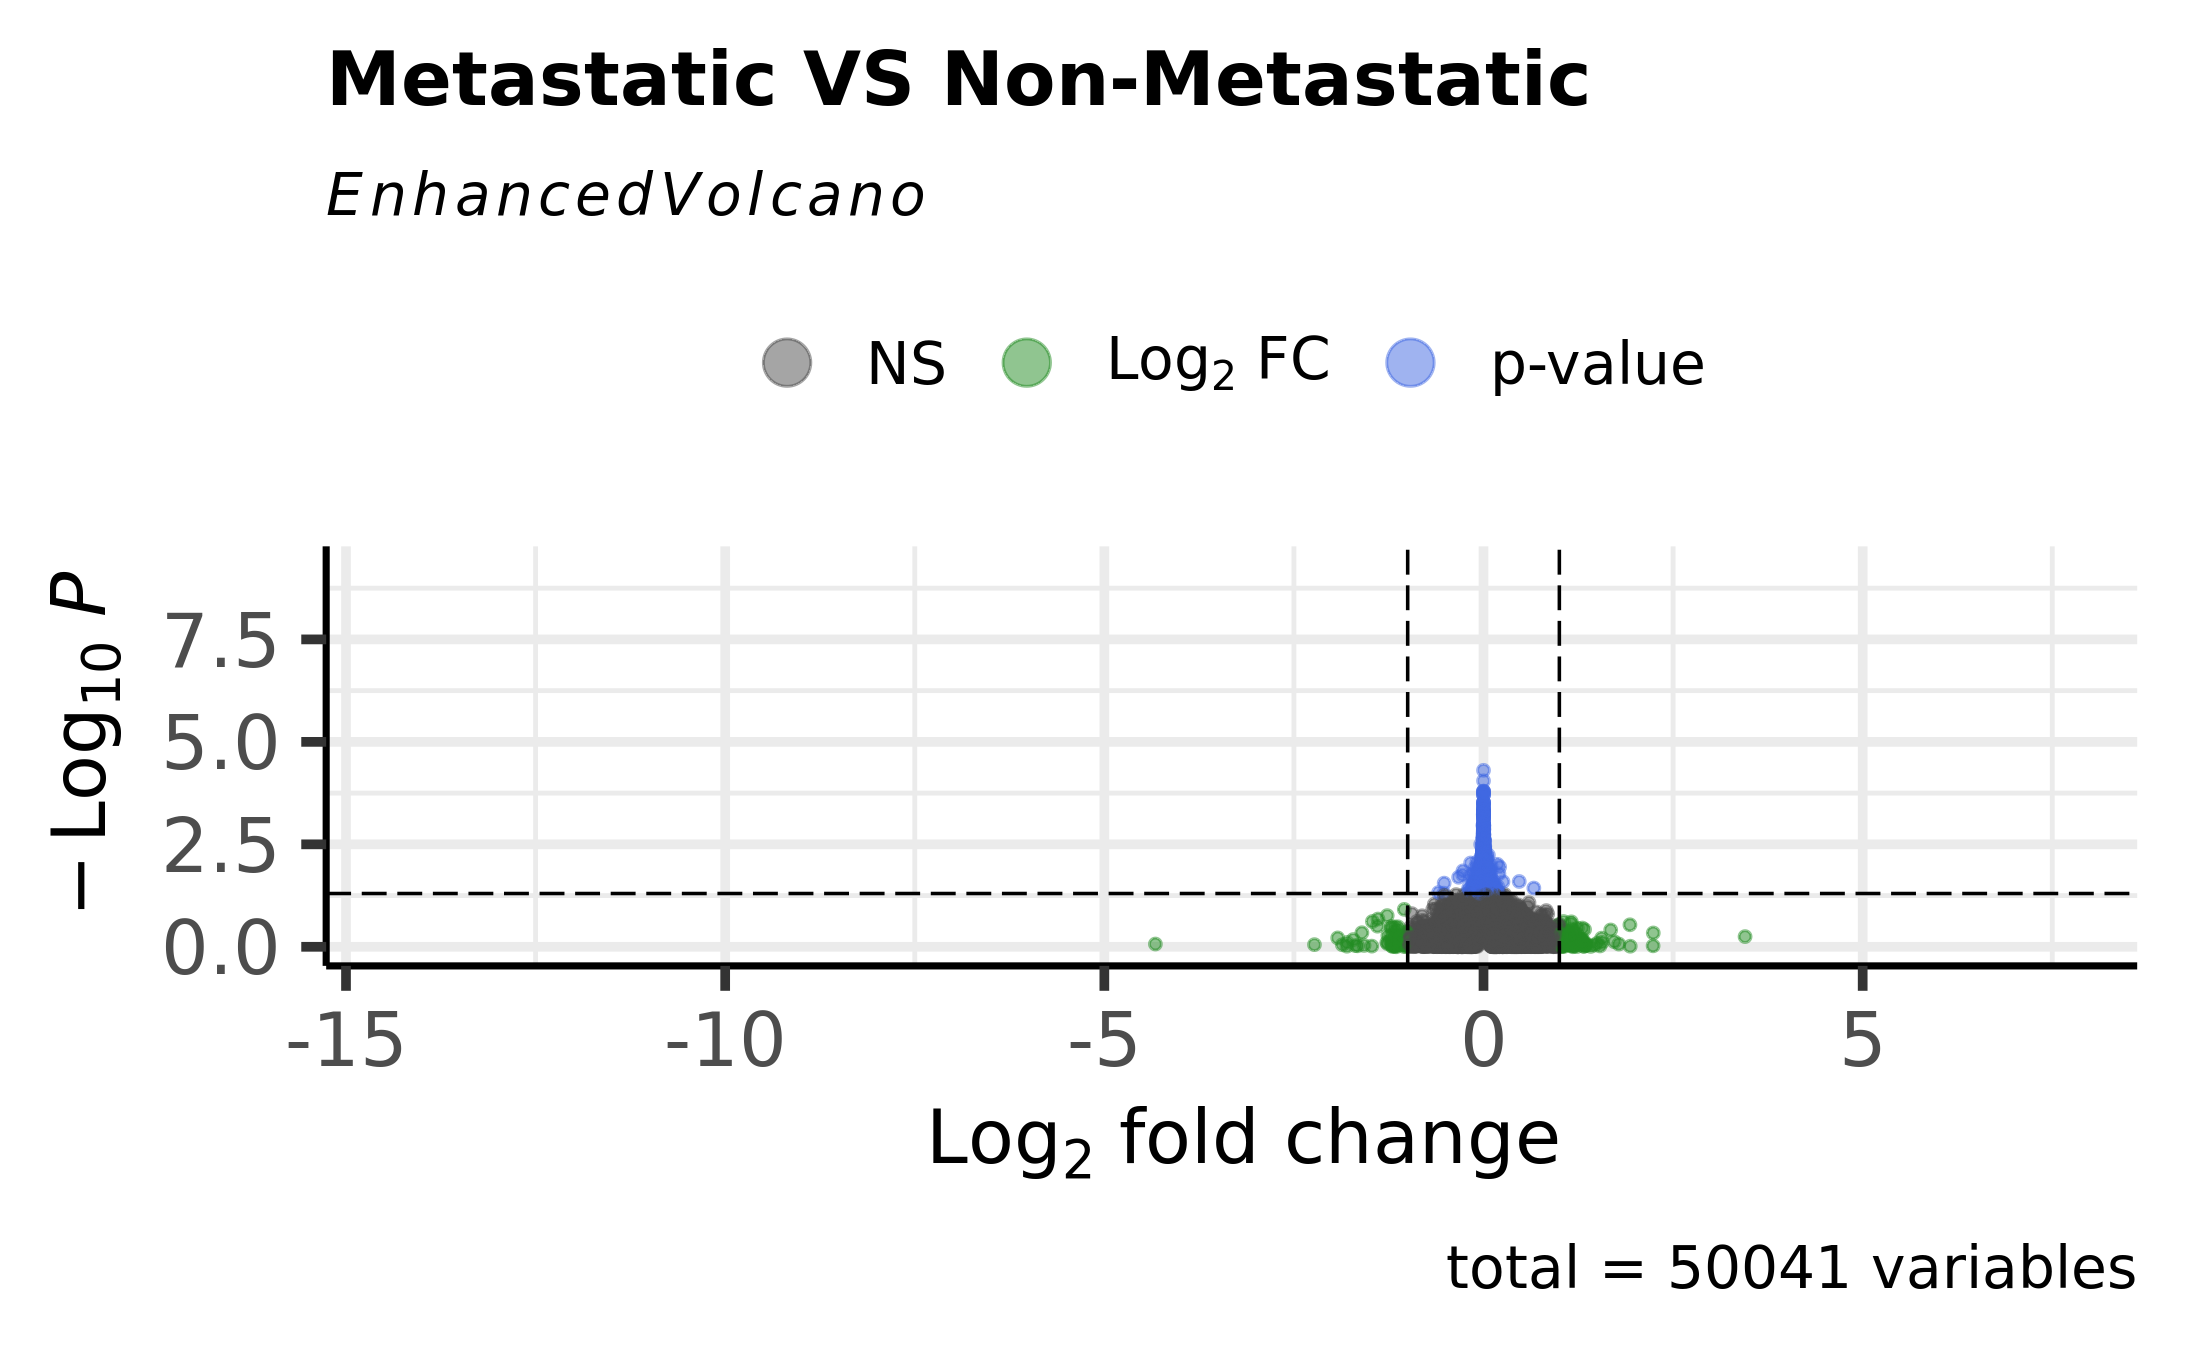 Metastatic VS Non-Metastatic
EnhancedVolcano
NS Log₂ FC p-value
− Log₁₀ P
7.5
5.0
2.5
0.0
-15 -10 -5 0 5
Log₂ fold change
total = 50041 variables